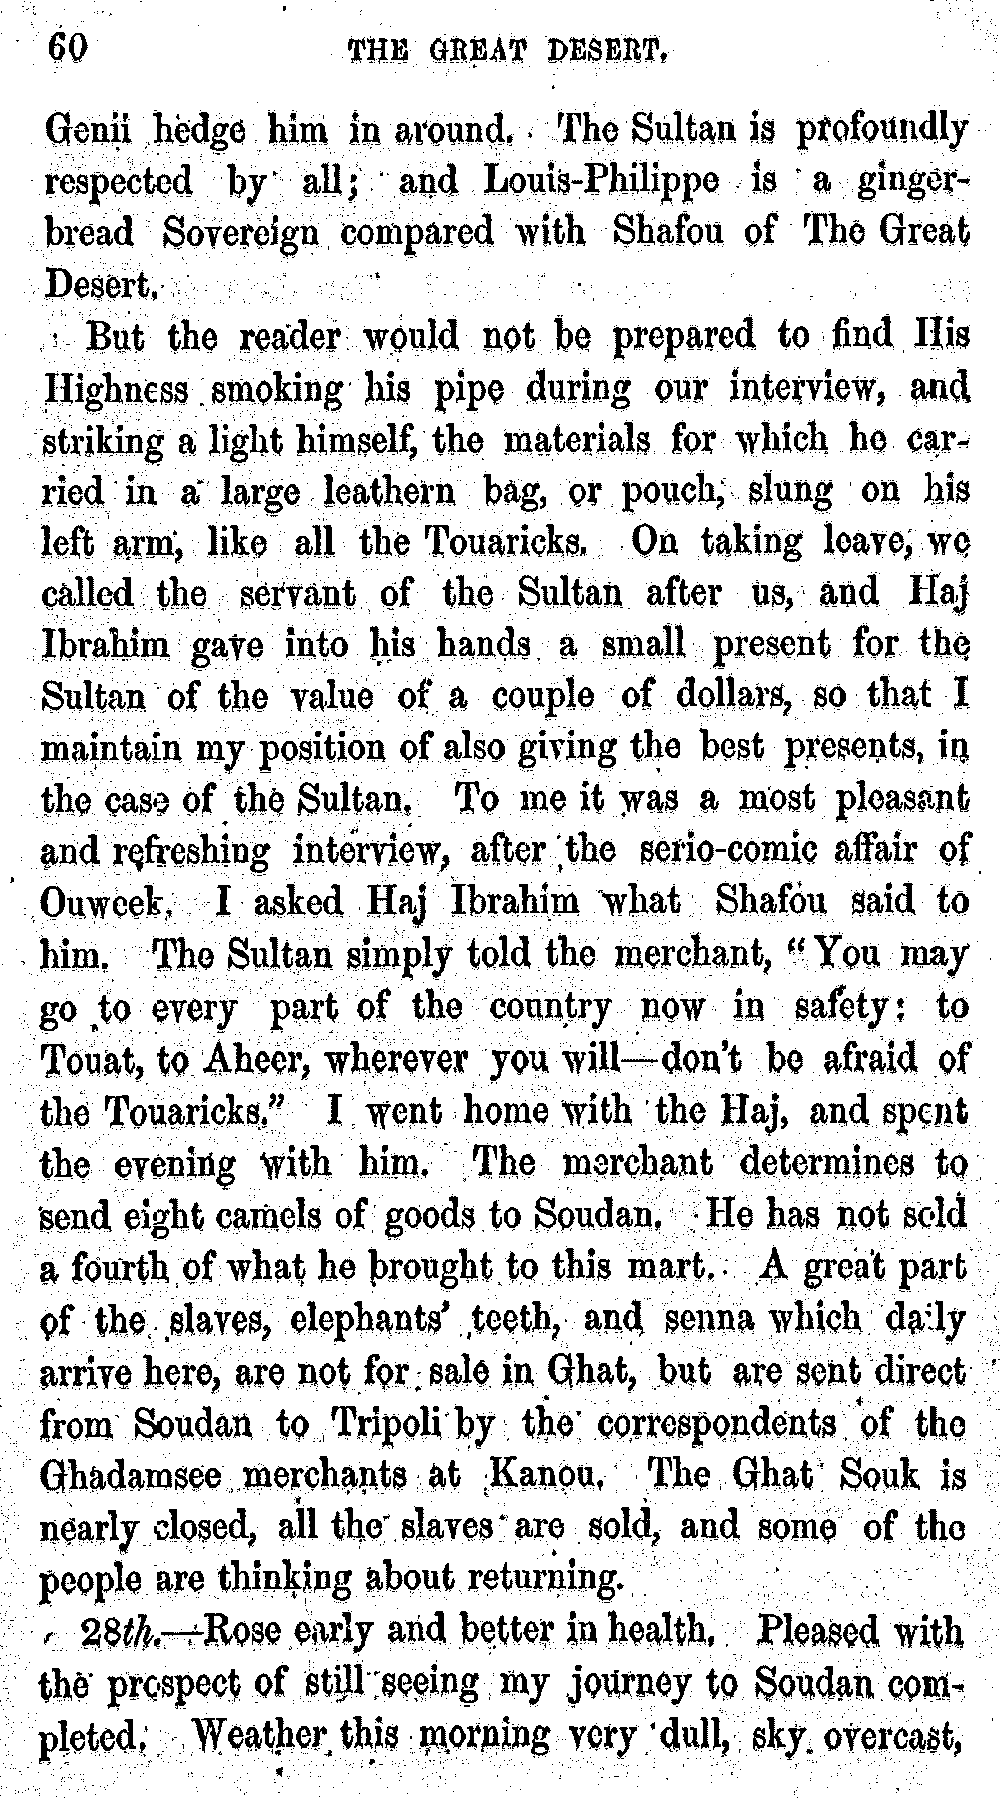 60 THE GREAT DESERT.
Genii hedge him in around. The Sultan is profoundly
respected by all; and Louis-Philippe is a ginger-
bread Sovereign compared with Shafou of The Great
Desert.
But the reader would not be prepared to find His
Highness smoking his pipe during our interview, and
striking a light himself, the materials for which he car-
ried in a large leathern bag, or pouch, slung on his
left arm, like all the Touaricks. On taking leave, we
called the servant of the Sultan after us, and Haj
Ibrahim gave into his hands a small present for the
Sultan of the value of a couple of dollars, so that I
maintain my position of also giving the best presents, in
the case of the Sultan. To me it was a most pleasant
and refreshing interview, after the serio-comic affair of
Ouweek. I asked Haj Ibrahim what Shafou said to
him. The Sultan simply told the merchant, "You may
go to every part of the country now in safety: to
Touat, to Aheer, wherever you will—don't be afraid of
the Touaricks." I went home with the Haj, and spent
the evening with him. The merchant determines to
send eight camels of goods to Soudan. He has not sold
a fourth of what he brought to this mart. A great part
of the slaves, elephants' teeth, and senna which daily
arrive here, are not for sale in Ghat, but are sent direct
from Soudan to Tripoli by the correspondents of the
Ghadamsee merchants at Kanou. The Ghat Souk is
nearly closed, all the slaves are sold, and some of the
people are thinking about returning.
28th.—Rose early and better in health. Pleased with
the prospect of still seeing my journey to Soudan com-
pleted. Weather this morning very dull, sky overcast,